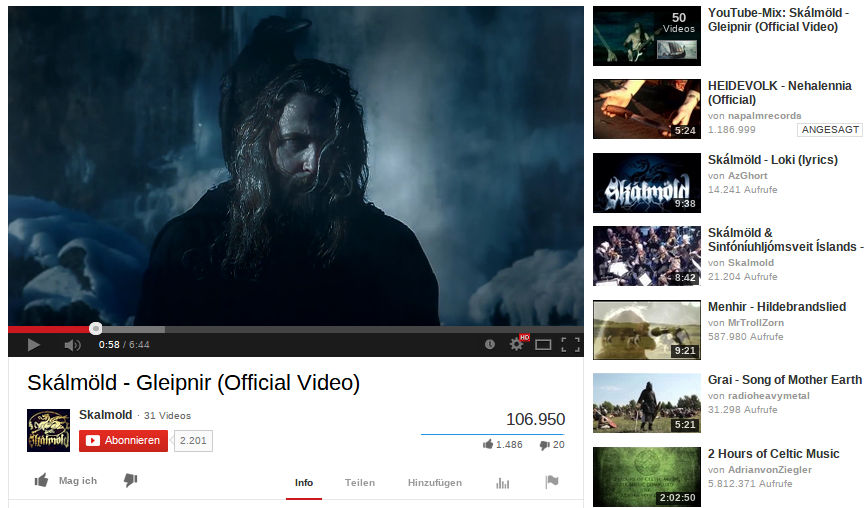 HD
0:58 / 6:44
Skálmöld - Gleipnir (Official Video)
Skálmöld
Skalmold · 31 Videos
Abonnieren 2.201
106.950
1.486 20
Mag ich
Info Teilen Hinzufügen
50
Videos
YouTube-Mix: Skálmöld -
Gleipnir (Official Video)
5:24
HEIDEVOLK - Nehalennia
(Official)
von napalmrecords
1.186.999 ANGESAGT
Skálmöld
9:38
Skálmöld - Loki (lyrics)
von AzGhort
14.241 Aufrufe
8:42
Skálmöld &
Sinfóníuhljómsveit Íslands -
von Skalmold
21.204 Aufrufe
9:21
Menhir - Hildebrandslied
von MrTrollZorn
587.980 Aufrufe
5:21
Grai - Song of Mother Earth
von radioheavymetal
31.298 Aufrufe
2:02:50
2 Hours of Celtic Music
von AdrianvonZiegler
5.812.371 Aufrufe